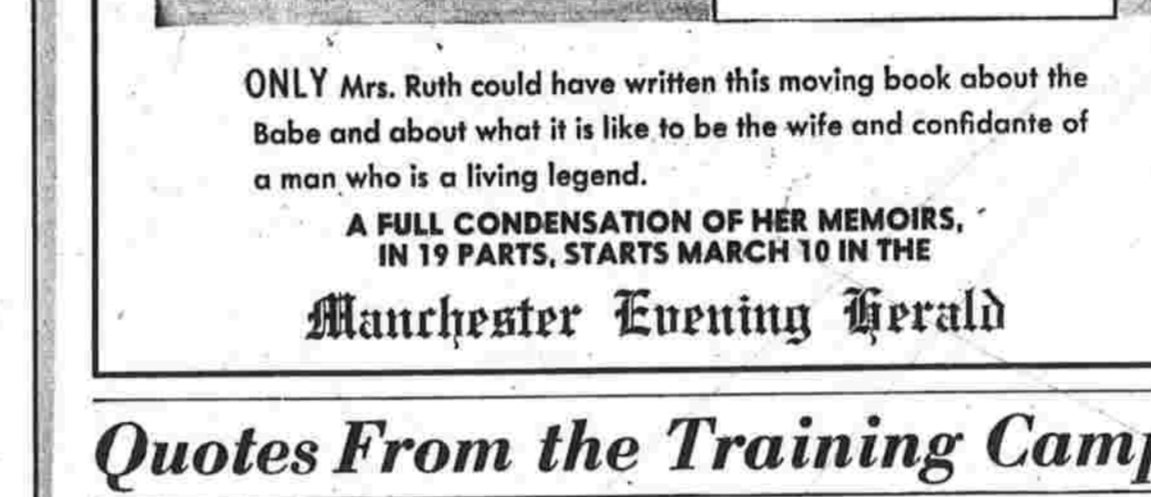 ONLY Mrs. Ruth could have written this moving book about the
Babe and about what it is like to be the wife and confidante of
a man who is a living legend.
A FULL CONDENSATION OF HER MEMOIRS,
IN 19 PARTS, STARTS MARCH 10 IN THE
Manchester Evening Herald
Quotes From the Training Camp